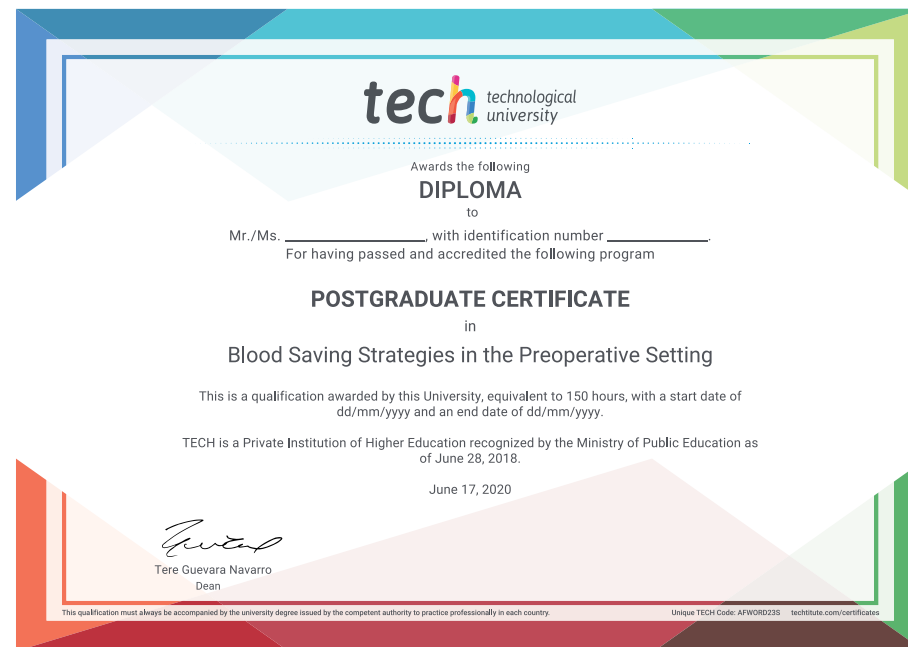 tech technological
university
Awards the following
DIPLOMA
to
Mr./Ms. ____________________, with identification number ______________.
For having passed and accredited the following program
POSTGRADUATE CERTIFICATE
in
Blood Saving Strategies in the Preoperative Setting
This is a qualification awarded by this University, equivalent to 150 hours, with a start date of
dd/mm/yyyy and an end date of dd/mm/yyyy.
TECH is a Private Institution of Higher Education recognized by the Ministry of Public Education as
of June 28, 2018.
June 17, 2020
Tere Guevara Navarro
Dean
This qualification must always be accompanied by the university degree issued by the competent authority to practice professionally in each country. Unique TECH Code: AFWORD23S techtitute.com/certificates